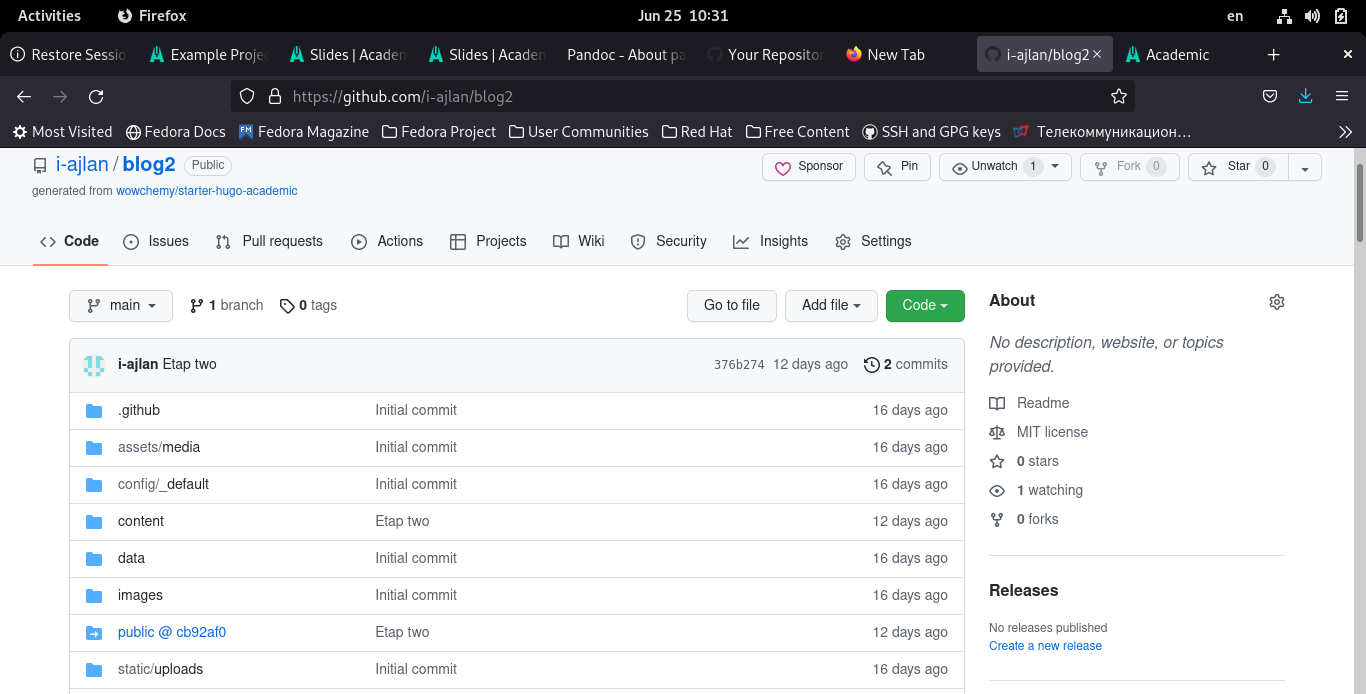 Activities Firefox Jun 25 10:31 en
Restore Sessio Example Proje Slides | Academ Slides | Academ Pandoc - About pa Your Repositor New Tab i-ajlan/blog2 Academic
https://github.com/i-ajlan/blog2
Most Visited Fedora Docs Fedora Magazine Fedora Project User Communities Red Hat Free Content SSH and GPG keys Телекоммуникацион…
i-ajlan / blog2 Public Sponsor Pin Unwatch 1 Fork 0 Star 0
generated from wowchemy/starter-hugo-academic
Code Issues Pull requests Actions Projects Wiki Security Insights Settings
main 1 branch 0 tags Go to file Add file Code
i-ajlan Etap two 376b274 12 days ago 2 commits
.github Initial commit 16 days ago
assets/media Initial commit 16 days ago
config/_default Initial commit 16 days ago
content Etap two 12 days ago
data Initial commit 16 days ago
images Initial commit 16 days ago
public @ cb92af0 Etap two 12 days ago
static/uploads Initial commit 16 days ago
About
No description, website, or topics
provided.
Readme
MIT license
0 stars
1 watching
0 forks
Releases
No releases published
Create a new release